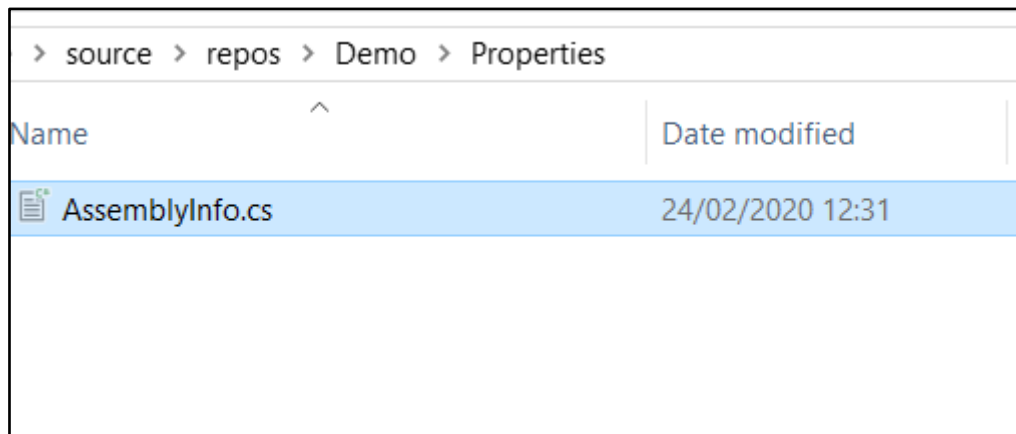 > source > repos > Demo > Properties
Name Date modified
AssemblyInfo.cs 24/02/2020 12:31